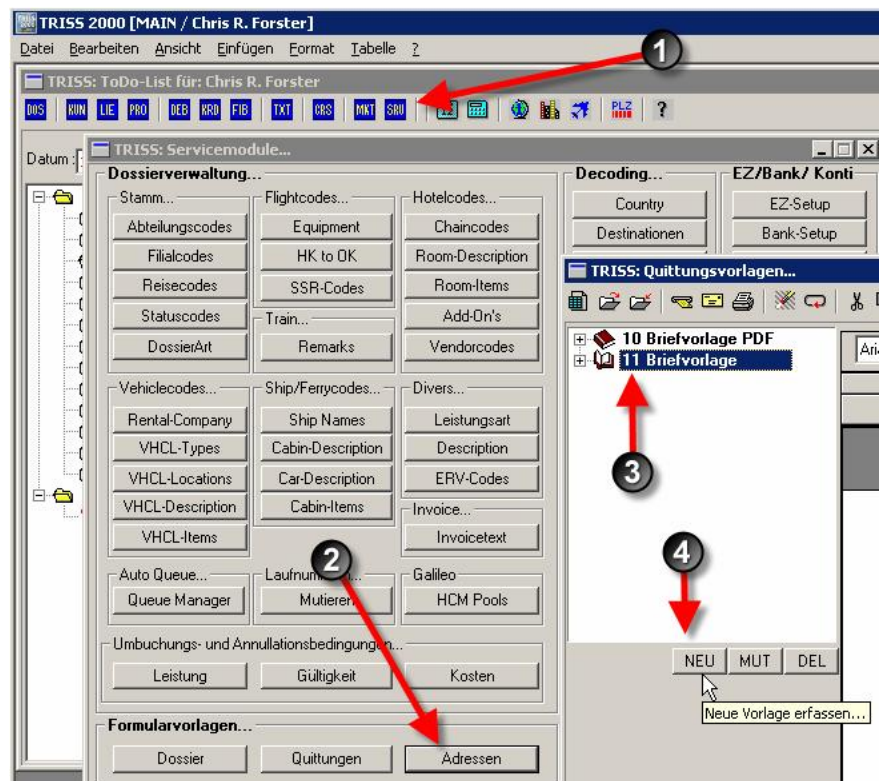 TRISS 2000 [MAIN / Chris R. Forster]
Datei Bearbeiten Ansicht Einfügen Format Tabelle ?
1
TRISS: ToDo-List für: Chris R. Forster
DOS KUN LIE PRO DEB KRD FIB TXT CRS MKT SRU 12 PLZ ?
Datum :
TRISS: Servicemodule...
Dossierverwaltung...
Stamm...
Abteilungscodes
Filialcodes
Reisecodes
Statuscodes
DossierArt
Flightcodes...
Equipment
HK to OK
SSR-Codes
Train...
Remarks
Hotelcodes...
Chaincodes
Room-Description
Room-Items
Add-On's
Vendorcodes
Vehiclecodes...
Rental-Company
VHCL-Types
VHCL-Locations
VHCL-Description
VHCL-Items
Ship/Ferrycodes...
Ship Names
Cabin-Description
Car-Description
Cabin-Items
Divers...
Leistungsart
Description
ERV-Codes
Invoice...
Invoicetext
2
Auto Queue...
Queue Manager
Mutieren
Galileo
HCM Pools
Umbuchungs- und Annullationsbedingungen...
Leistung
Gültigkeit
Kosten
Formularvorlagen...
Dossier
Quittungen
Adressen
Decoding...
Country
Destinationen
EZ/Bank/ Konti
EZ-Setup
Bank-Setup
TRISS: Quittungsvorlagen...
10 Briefvorlage PDF
11 Briefvorlage
3
4
NEU MUT DEL
Neue Vorlage erfassen...